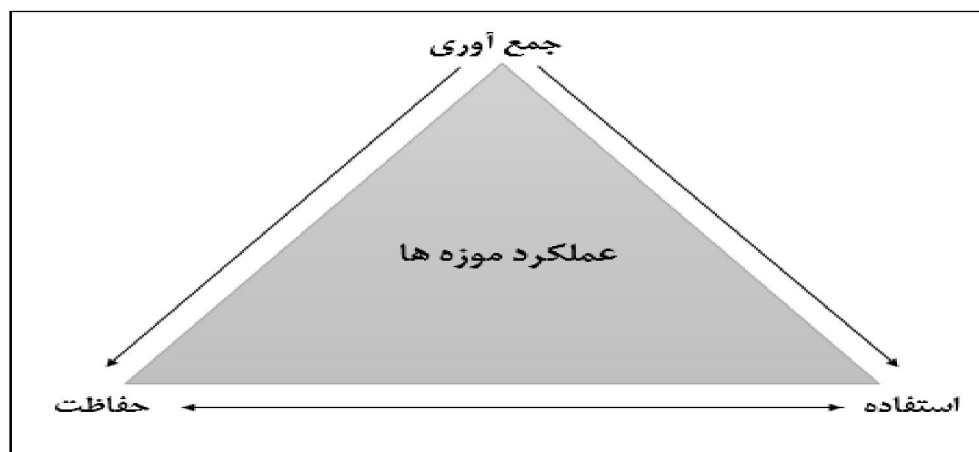 جمع آوری
عملکرد موزه ها
استفاده
حفاظت